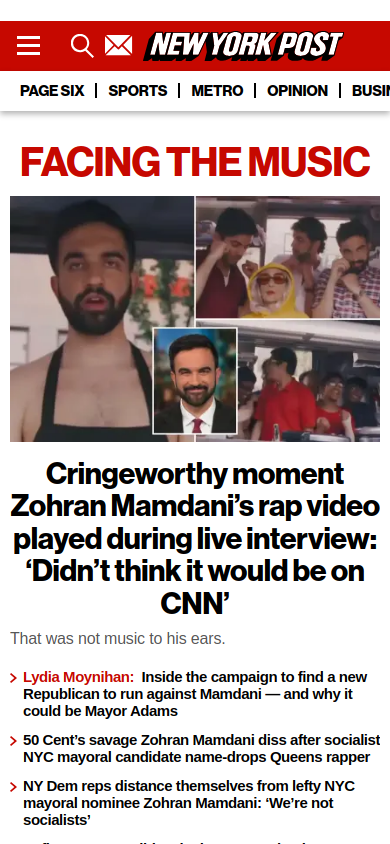 NEW YORK POST
PAGE SIX
SPORTS
METRO
OPINION
BUSIN
FACING THE MUSIC
Cringeworthy moment
Zohran Mamdani’s rap video
played during live interview:
‘Didn’t think it would be on
CNN’
That was not music to his ears.
Lydia Moynihan: Inside the campaign to find a new
Republican to run against Mamdani — and why it
could be Mayor Adams
50 Cent’s savage Zohran Mamdani diss after socialist
NYC mayoral candidate name-drops Queens rapper
NY Dem reps distance themselves from lefty NYC
mayoral nominee Zohran Mamdani: ‘We’re not
socialists’